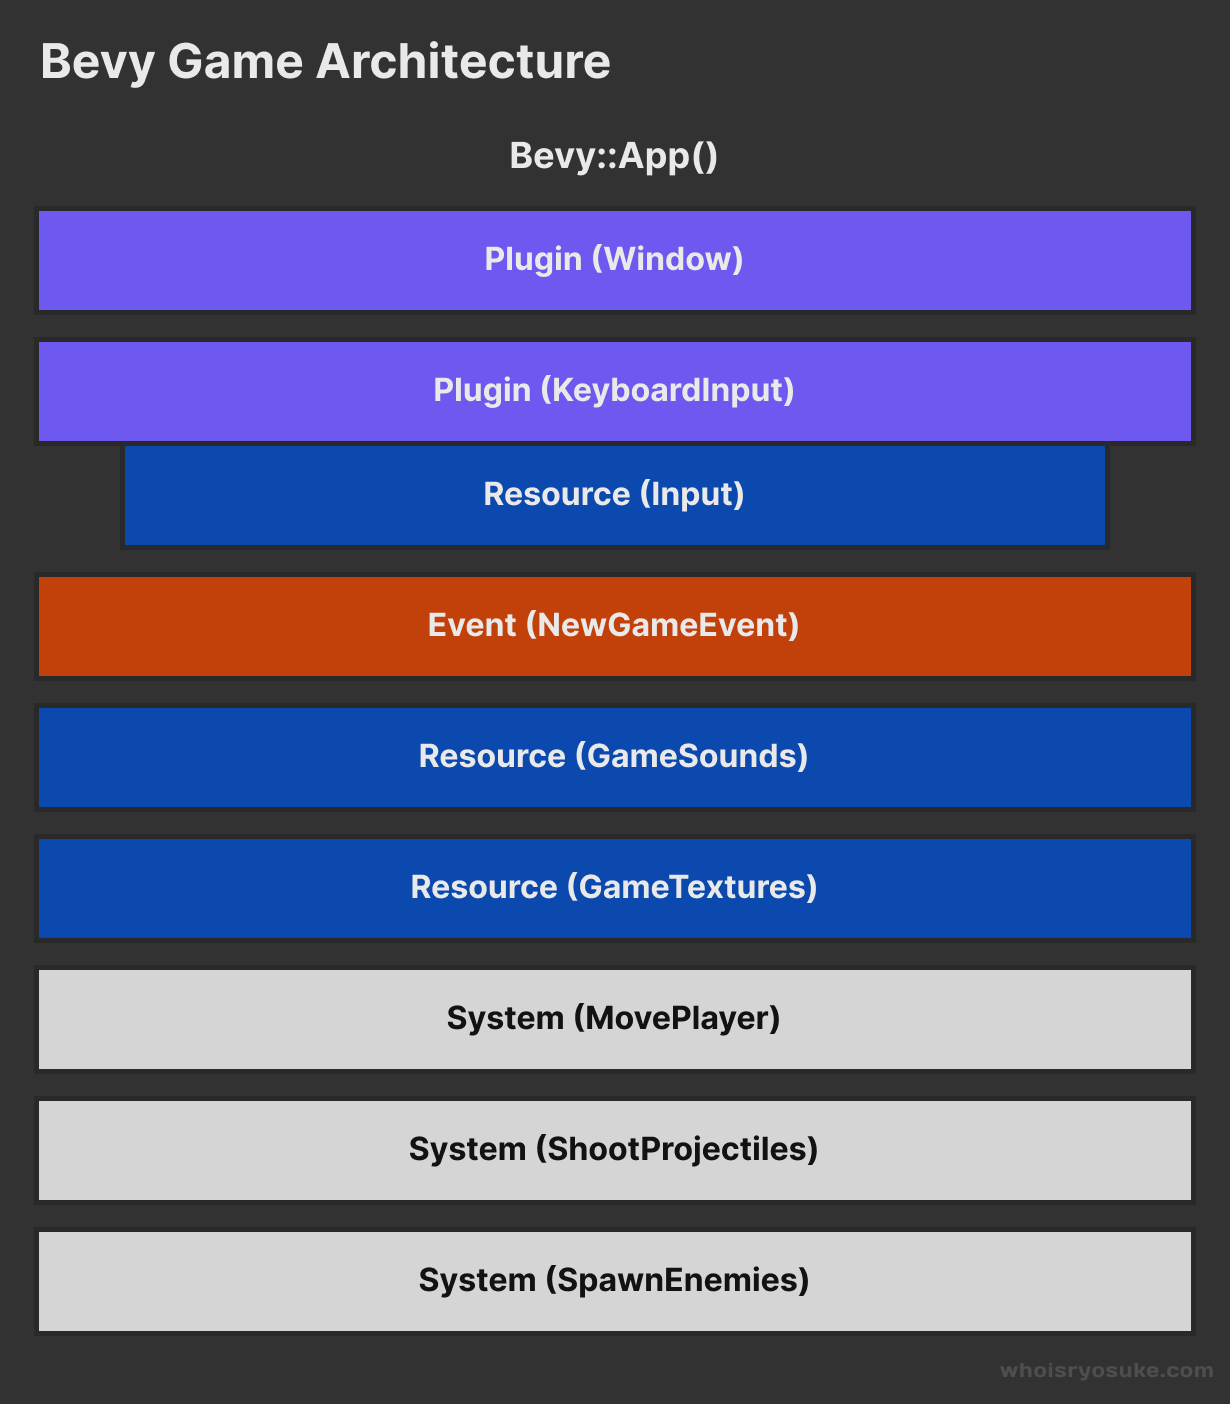 Bevy Game Architecture
Bevy::App()
Plugin (Window)
Plugin (KeyboardInput)
Resource (Input)
Event (NewGameEvent)
Resource (GameSounds)
Resource (GameTextures)
System (MovePlayer)
System (ShootProjectiles)
System (SpawnEnemies)
whoisryosuke.com